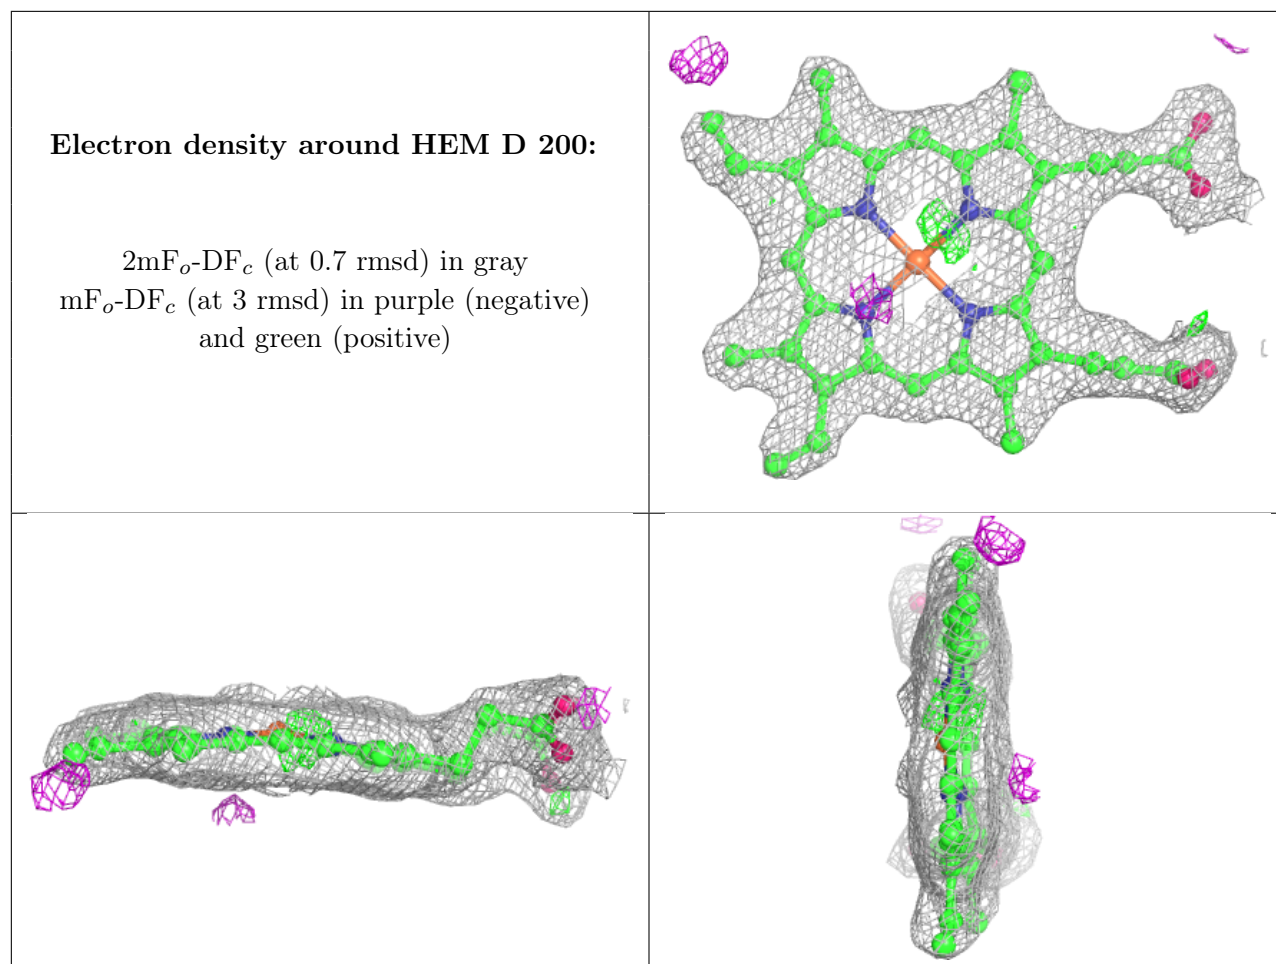 Electron density around HEM D 200:
2mFₒ-DF𝑐 (at 0.7 rmsd) in gray
mFₒ-DF𝑐 (at 3 rmsd) in purple (negative)
and green (positive)